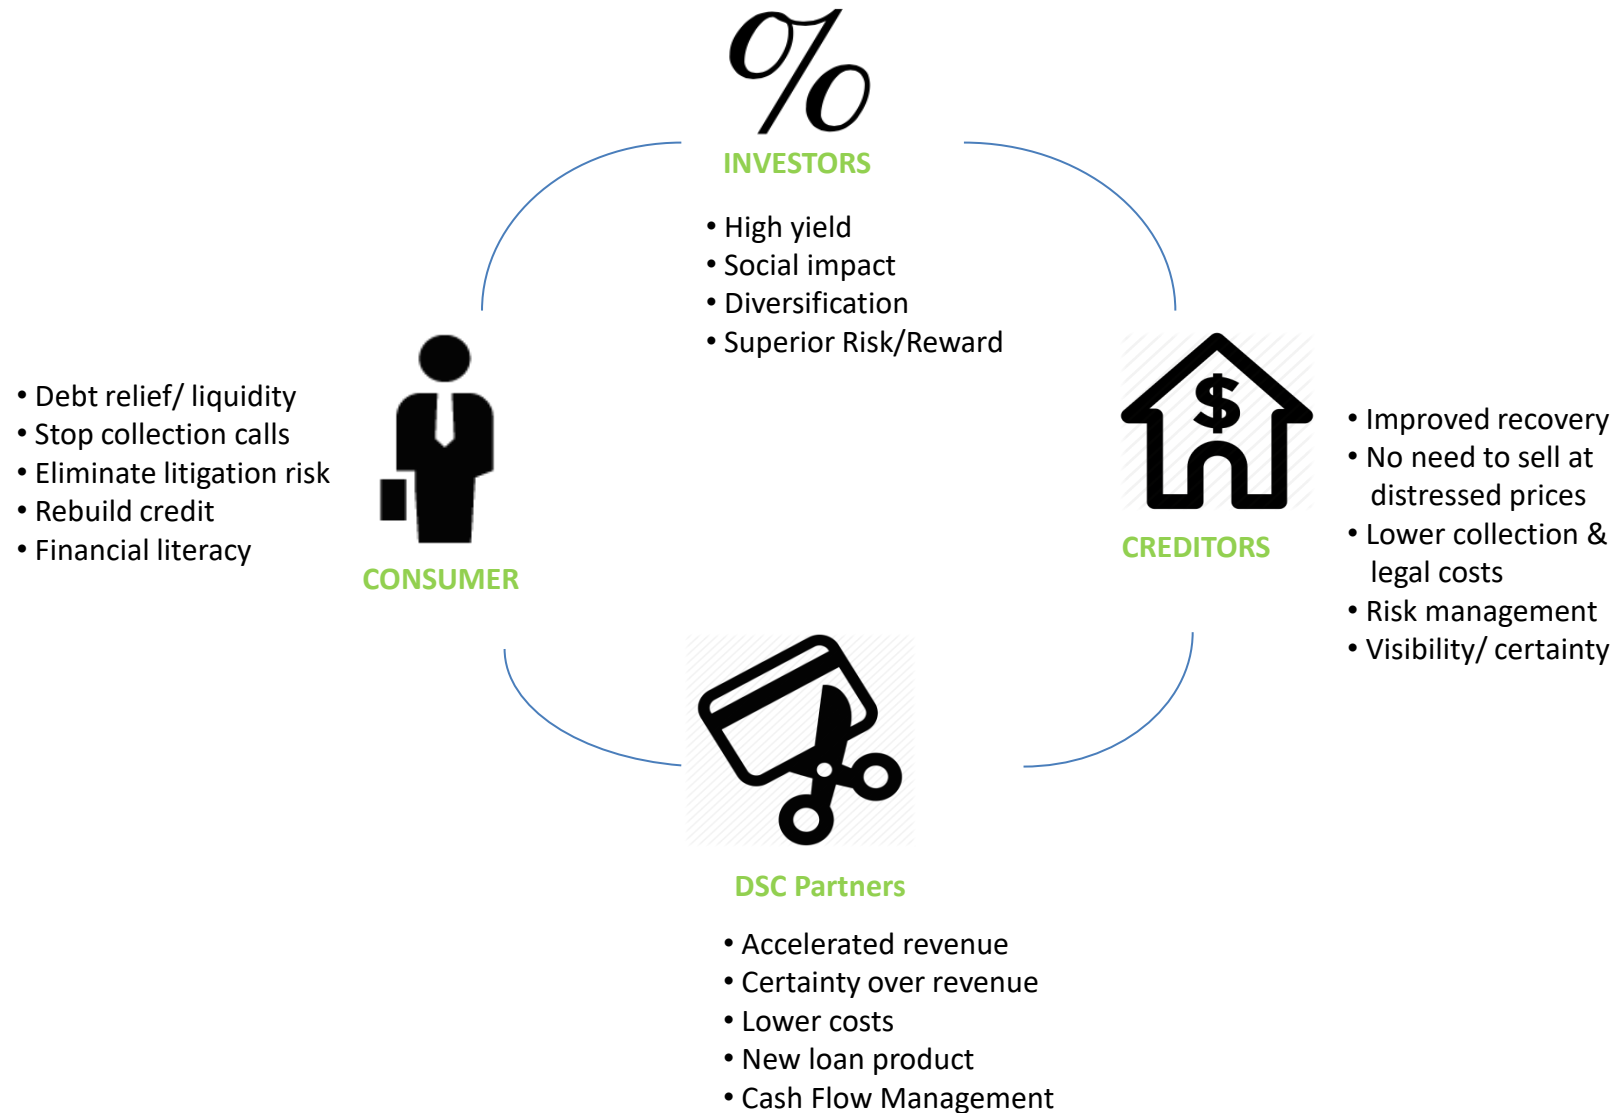 %
INVESTORS
• High yield
• Social impact
• Diversification
• Superior Risk/Reward
• Debt relief/ liquidity
• Stop collection calls
• Eliminate litigation risk
• Rebuild credit
• Financial literacy
CONSUMER
$
CREDITORS
• Improved recovery
• No need to sell at
distressed prices
• Lower collection &
legal costs
• Risk management
• Visibility/ certainty
DSC Partners
• Accelerated revenue
• Certainty over revenue
• Lower costs
• New loan product
• Cash Flow Management